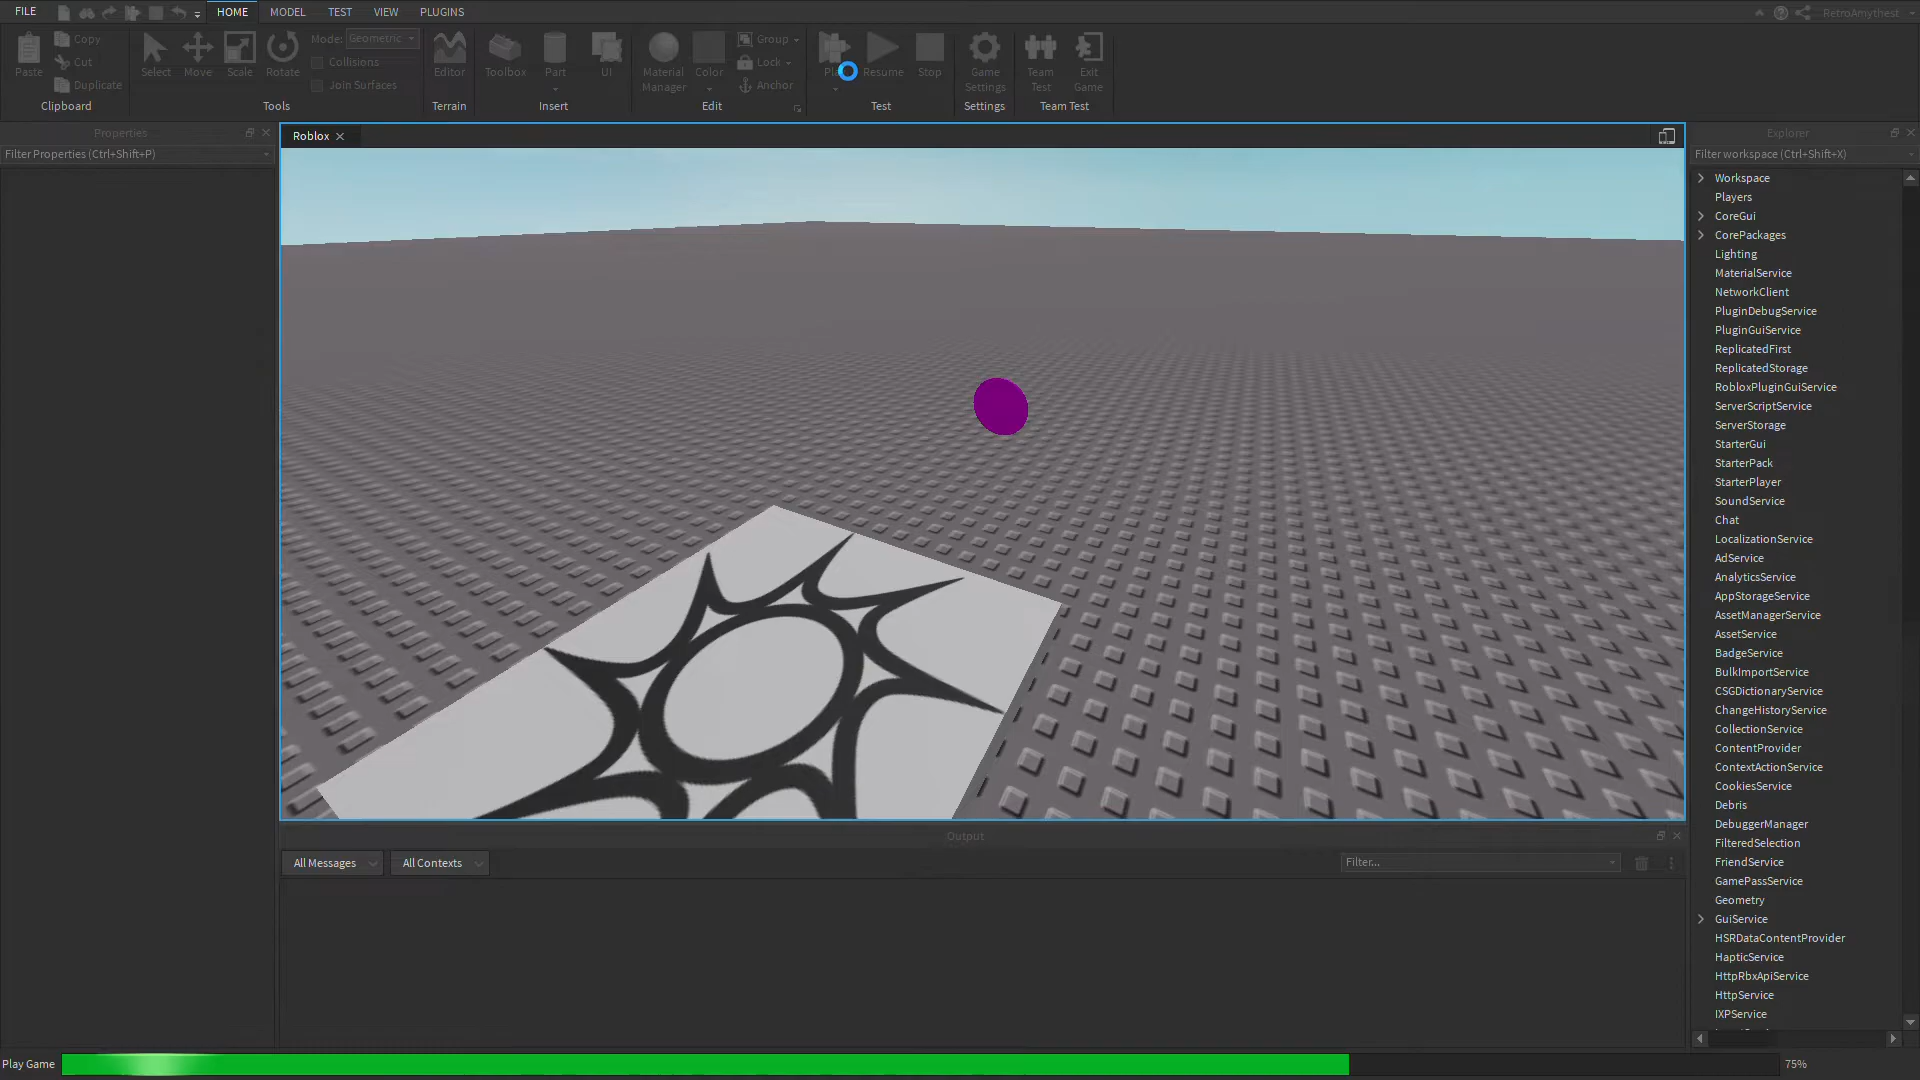 FILE HOME MODEL TEST VIEW PLUGINS RetroAmythest
Paste Copy Cut Duplicate Clipboard
Select Move Scale Rotate Mode: Geometric Collisions Join Surfaces Tools
Editor Terrain
Toolbox Part UI Insert
Material Manager Color Group Lock Anchor Edit
Resume Stop Test
Game Settings Settings
Team Test Exit Game Team Test
Properties
Filter Properties (Ctrl+Shift+P)
Roblox
Explorer
Filter workspace (Ctrl+Shift+X)
Workspace
Players
CoreGui
CorePackages
Lighting
MaterialService
NetworkClient
PluginDebugService
PluginGuiService
ReplicatedFirst
ReplicatedStorage
RobloxPluginGuiService
ServerScriptService
ServerStorage
StarterGui
StarterPack
StarterPlayer
SoundService
Chat
LocalizationService
AdService
AnalyticsService
AppStorageService
AssetManagerService
AssetService
BadgeService
BulkImportService
CSGDictionaryService
ChangeHistoryService
CollectionService
ContentProvider
ContextActionService
CookiesService
Debris
DebuggerManager
FilteredSelection
FriendService
GamePassService
Geometry
GuiService
HSRDataContentProvider
HapticService
HttpRbxApiService
HttpService
IXPService
Output
All Messages All Contexts Filter...
Play Game 75%